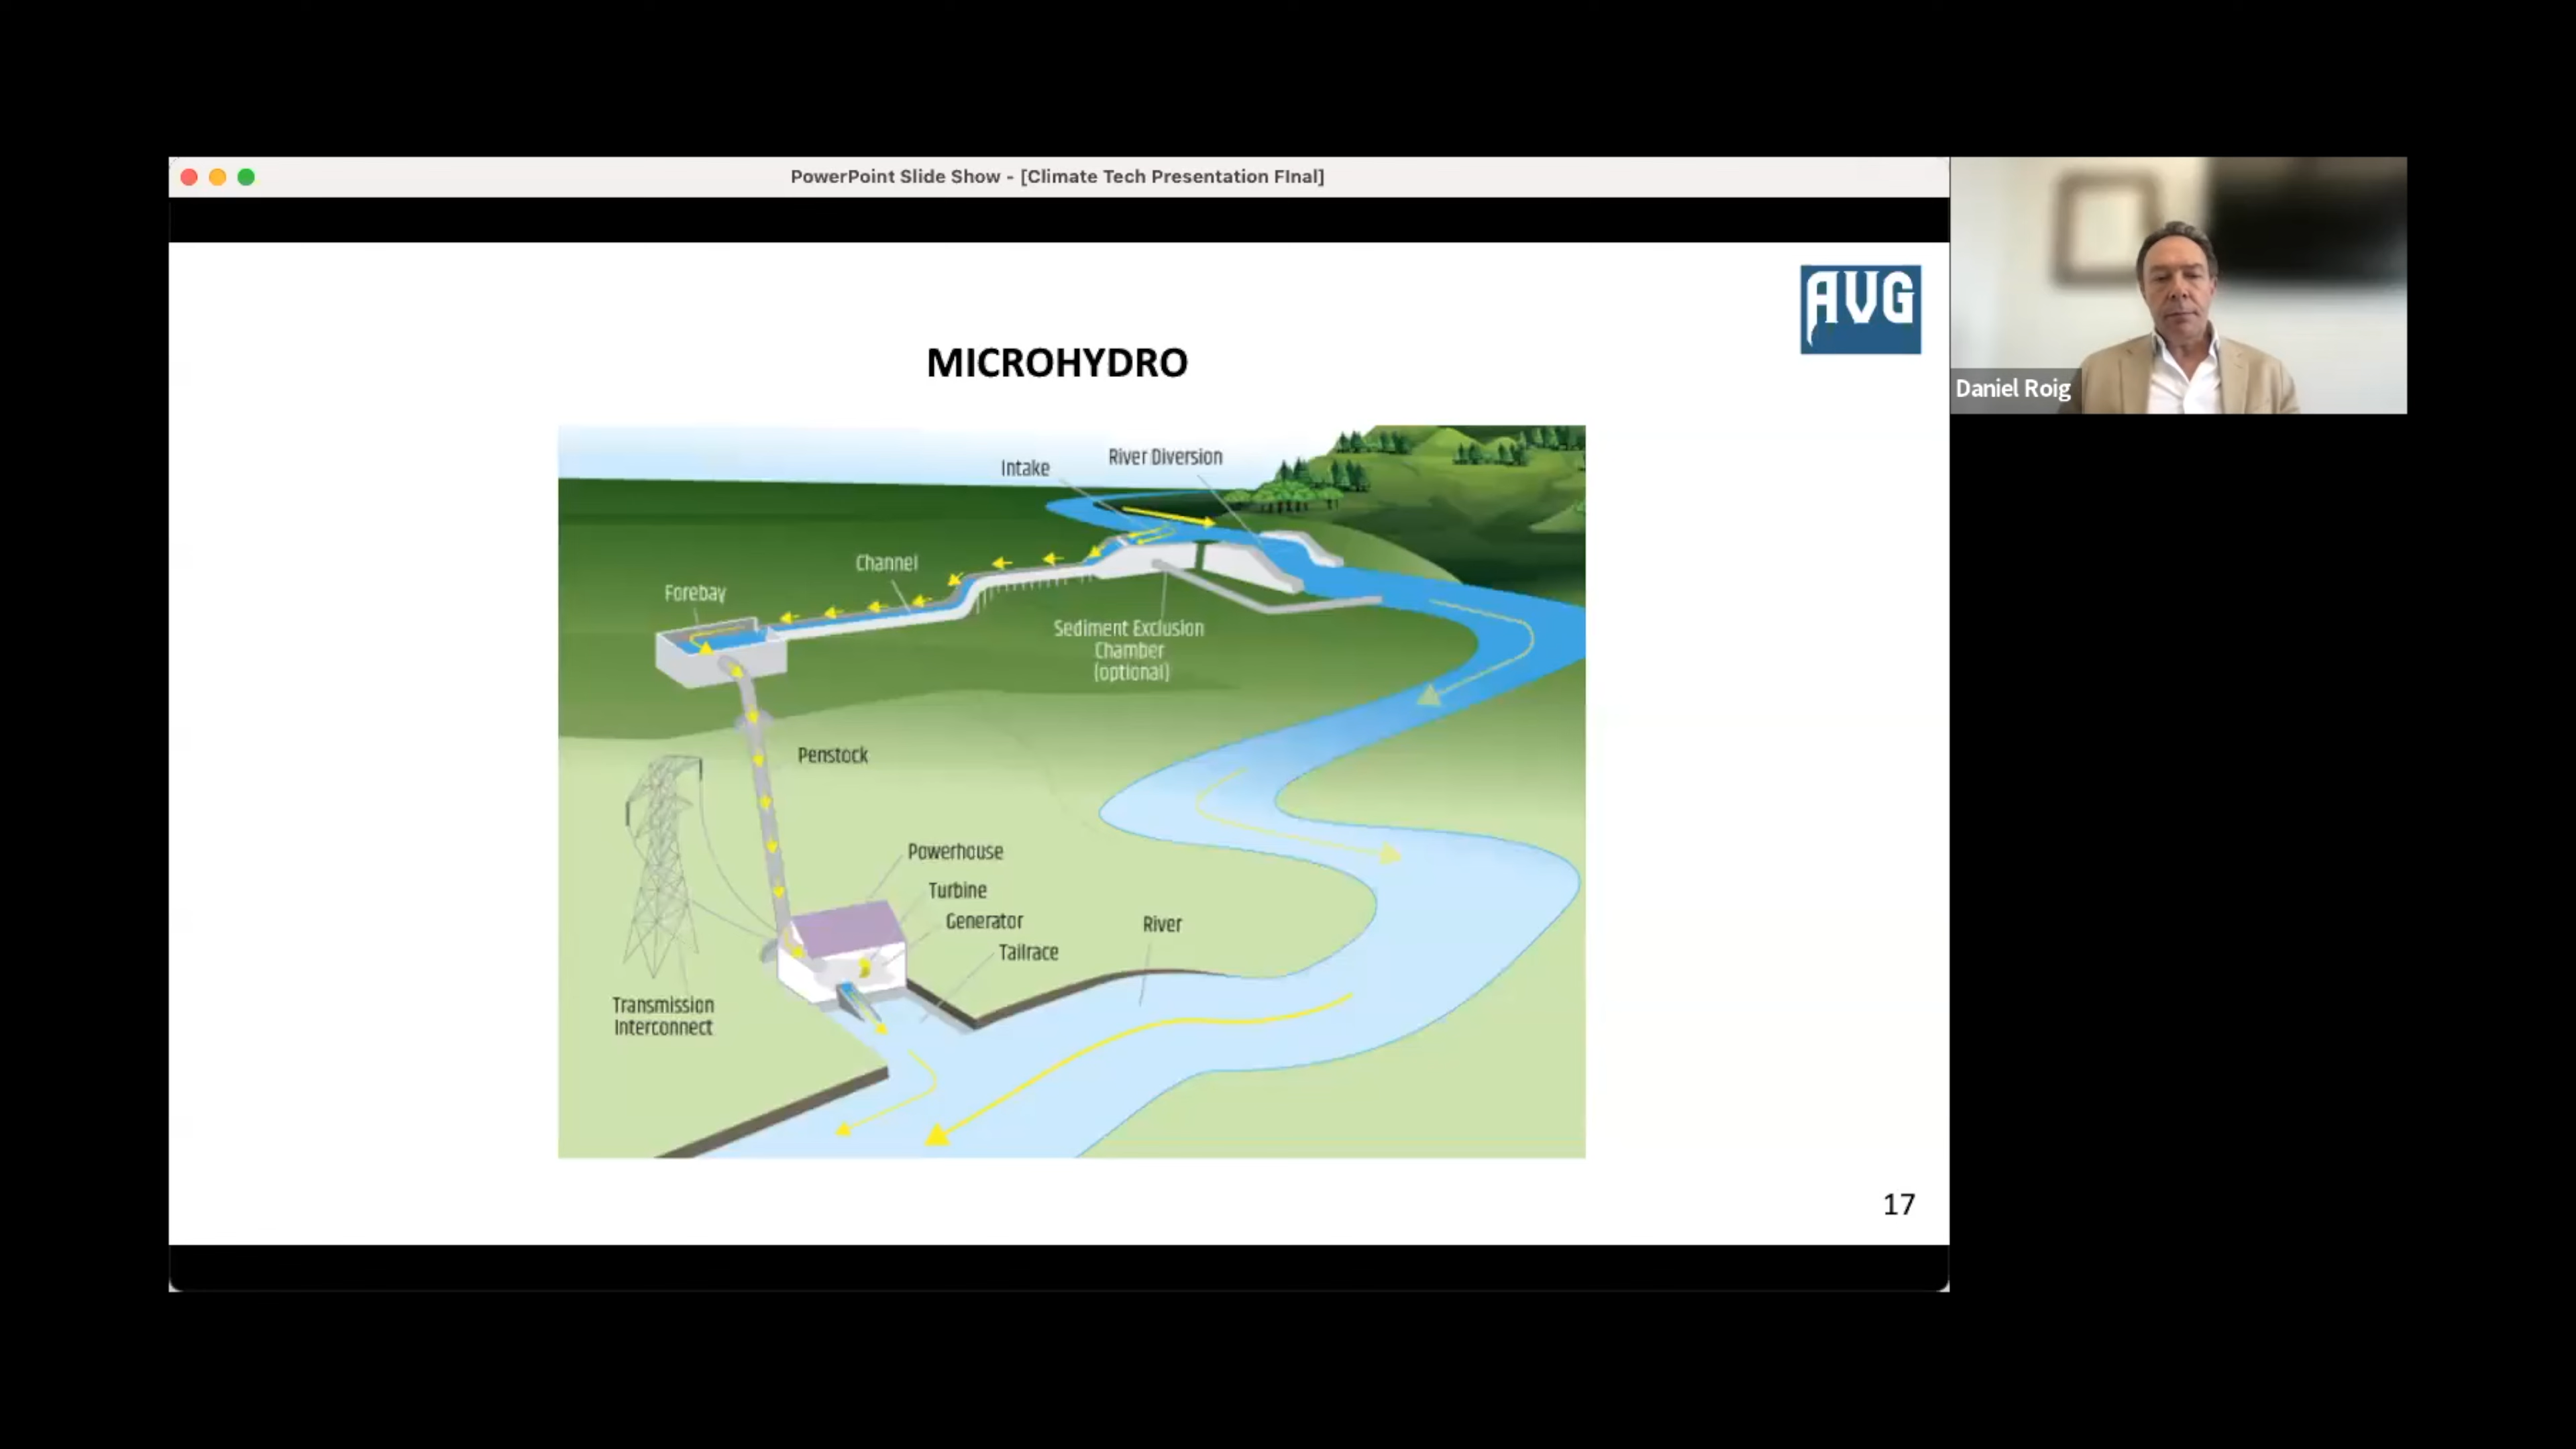 PowerPoint Slide Show - [Climate Tech Presentation FInal]
AVG
MICROHYDRO
Daniel Roig
Intake
River Diversion
Channel
Forebay
Sediment Exclusion
Chamber
(optional)
Penstock
Powerhouse
Turbine
Generator
Tailrace
River
Transmission
Interconnect
17